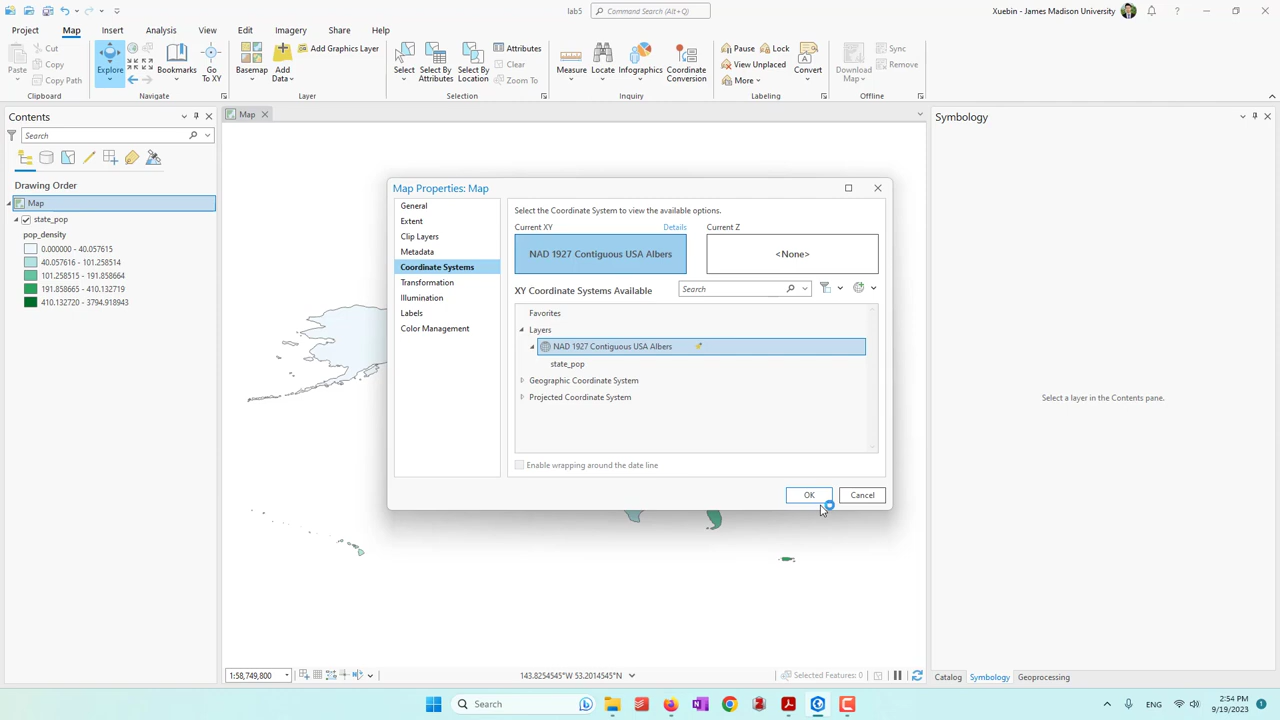 lab5
Command Search (Alt+Q)
Xuebin - James Madison University
?
Project Map Insert Analysis View Edit Imagery Share Help
Paste
Cut
Copy
Copy Path
Clipboard
Explore
Bookmarks
Go To XY
Navigate
Basemap
Add Data
Add Graphics Layer
Layer
Select
Select By Attributes
Select By Location
Attributes
Clear
Zoom To
Selection
Measure
Locate
Infographics
Coordinate Conversion
Inquiry
Pause
Lock
View Unplaced
More
Convert
Labeling
Download Map
Sync
Remove
Offline
Contents
Search
Drawing Order
Map
state_pop
pop_density
0.000000 - 40.057615
40.057616 - 101.258514
101.258515 - 191.858664
191.858665 - 410.132719
410.132720 - 3794.918943
Map
Map Properties: Map
General
Extent
Clip Layers
Metadata
Coordinate Systems
Transformation
Illumination
Labels
Color Management
Select the Coordinate System to view the available options.
Current XY
Details
Current Z
NAD 1927 Contiguous USA Albers
<None>
XY Coordinate Systems Available
Search
Favorites
Layers
NAD 1927 Contiguous USA Albers
state_pop
Geographic Coordinate System
Projected Coordinate System
Enable wrapping around the date line
OK
Cancel
Symbology
Select a layer in the Contents pane.
1:58,749,800
143.8254545°W 53.2014545°N
Selected Features: 0
Catalog Symbology Geoprocessing
Search
ENG
2:54 PM
9/19/2023